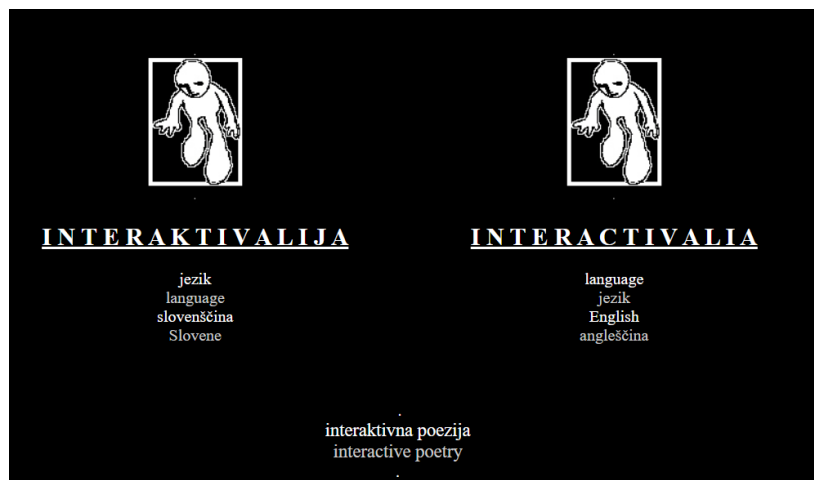 INTERAKTIVALIJA
jezik
language
slovenščina
Slovene
INTERACTIVALIA
language
jezik
English
angleščina
interaktivna poezija
interactive poetry